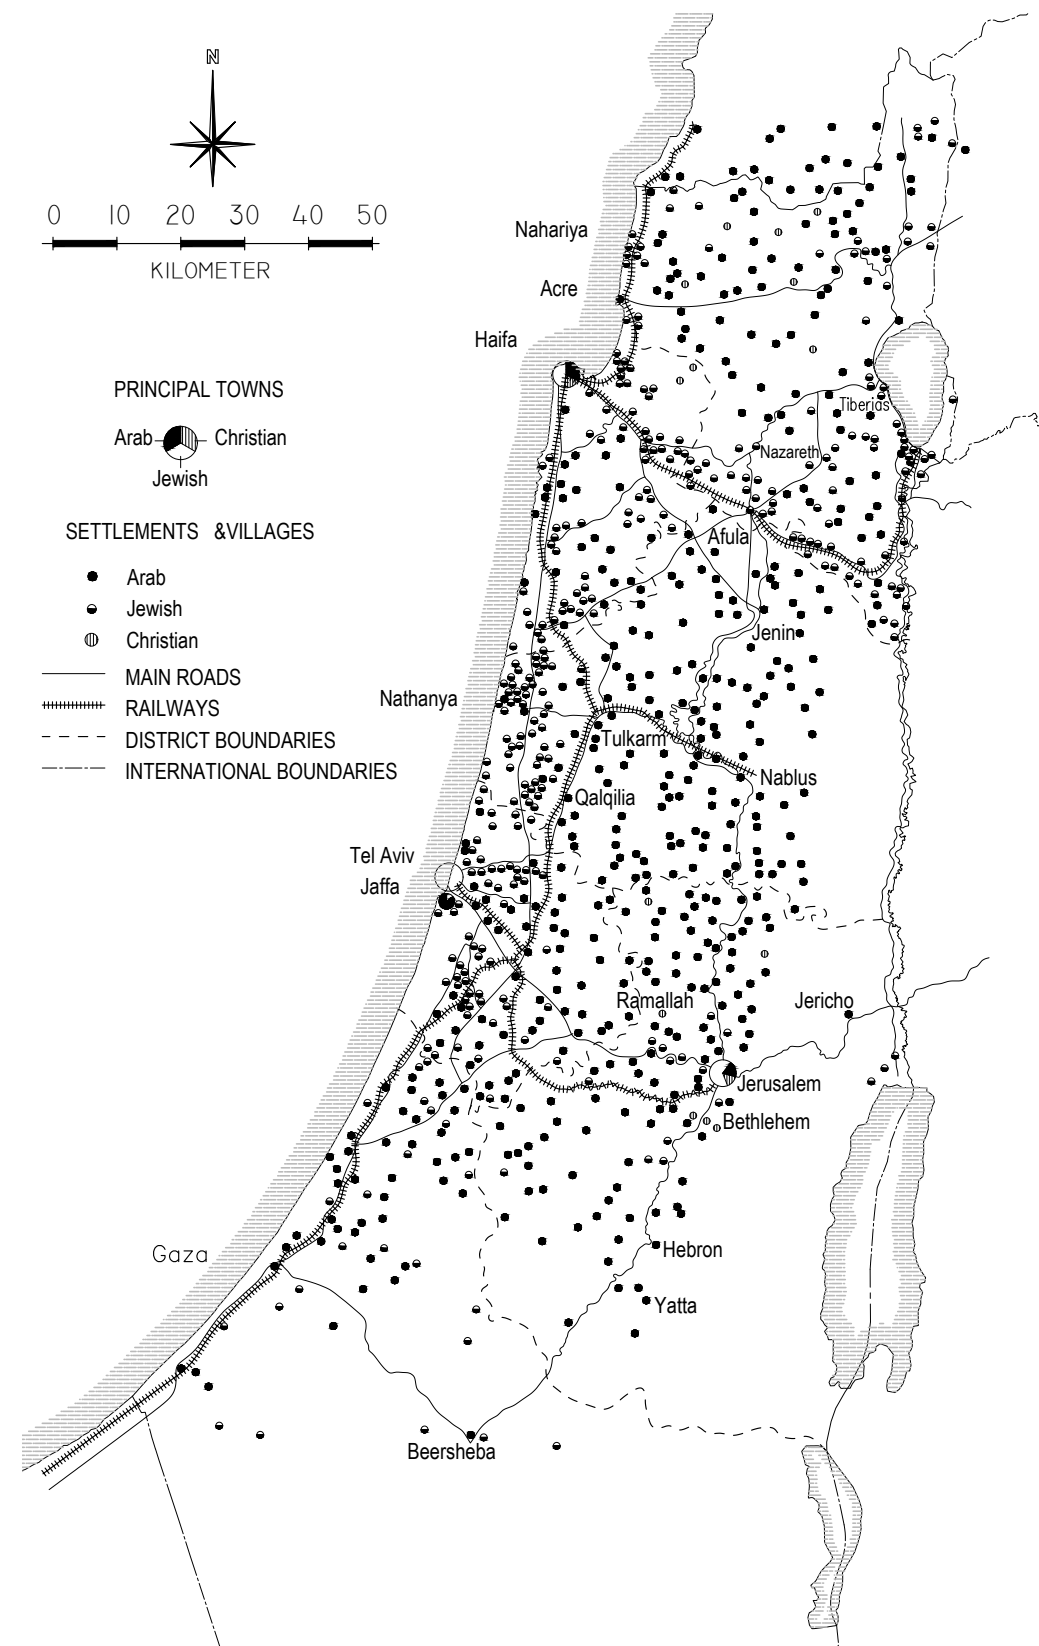 N
0 10 20 30 40 50
KILOMETER
Nahariya
Acre
Haifa
PRINCIPAL TOWNS
Arab Christian
Jewish
Tiberias
Nazareth
SETTLEMENTS &VILLAGES
Afula
Arab
Jewish
Christian
Jenin
MAIN ROADS
Nathanya
RAILWAYS
Tulkarm
DISTRICT BOUNDARIES
INTERNATIONAL BOUNDARIES
Nablus
Qalqilia
Tel Aviv
Jaffa
Ramallah
Jericho
Jerusalem
Bethlehem
Hebron
Gaza
Yatta
Beersheba